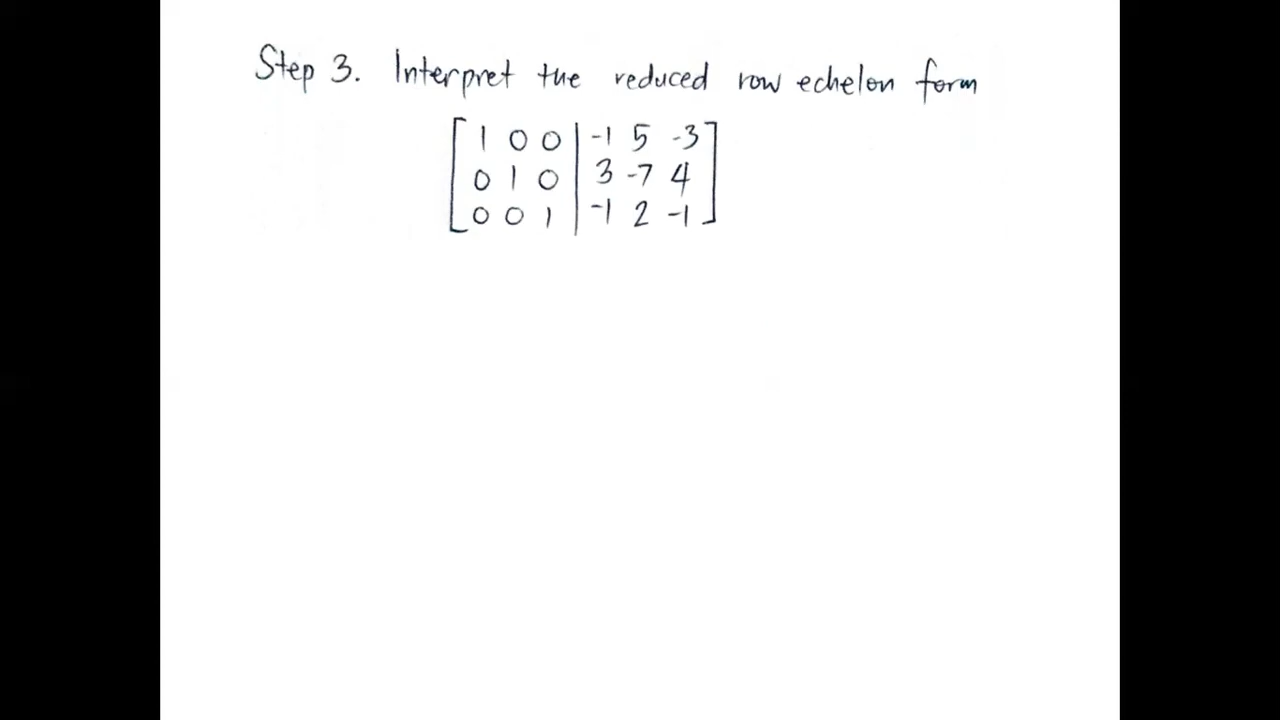 Step 3. Interpret the reduced row echelon form
[ 1 0 0 | -1 5 -3 ]
[ 0 1 0 | 3 -7 4 ]
[ 0 0 1 | -1 2 -1 ]